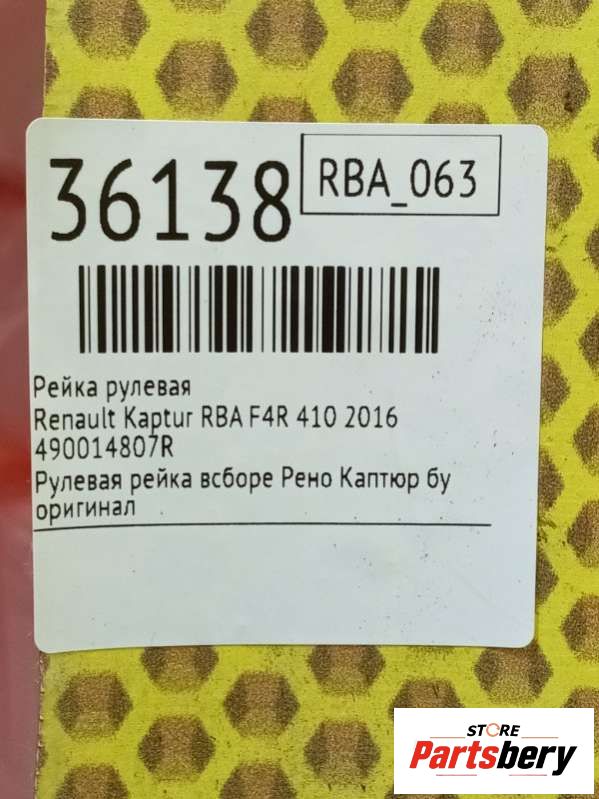 36138
RBA_063
Рейка рулевая
Renault Kaptur RBA F4R 410 2016
490014807R
Рулевая рейка всборе Рено Каптюр бу
оригинал
STORE
Partsbery